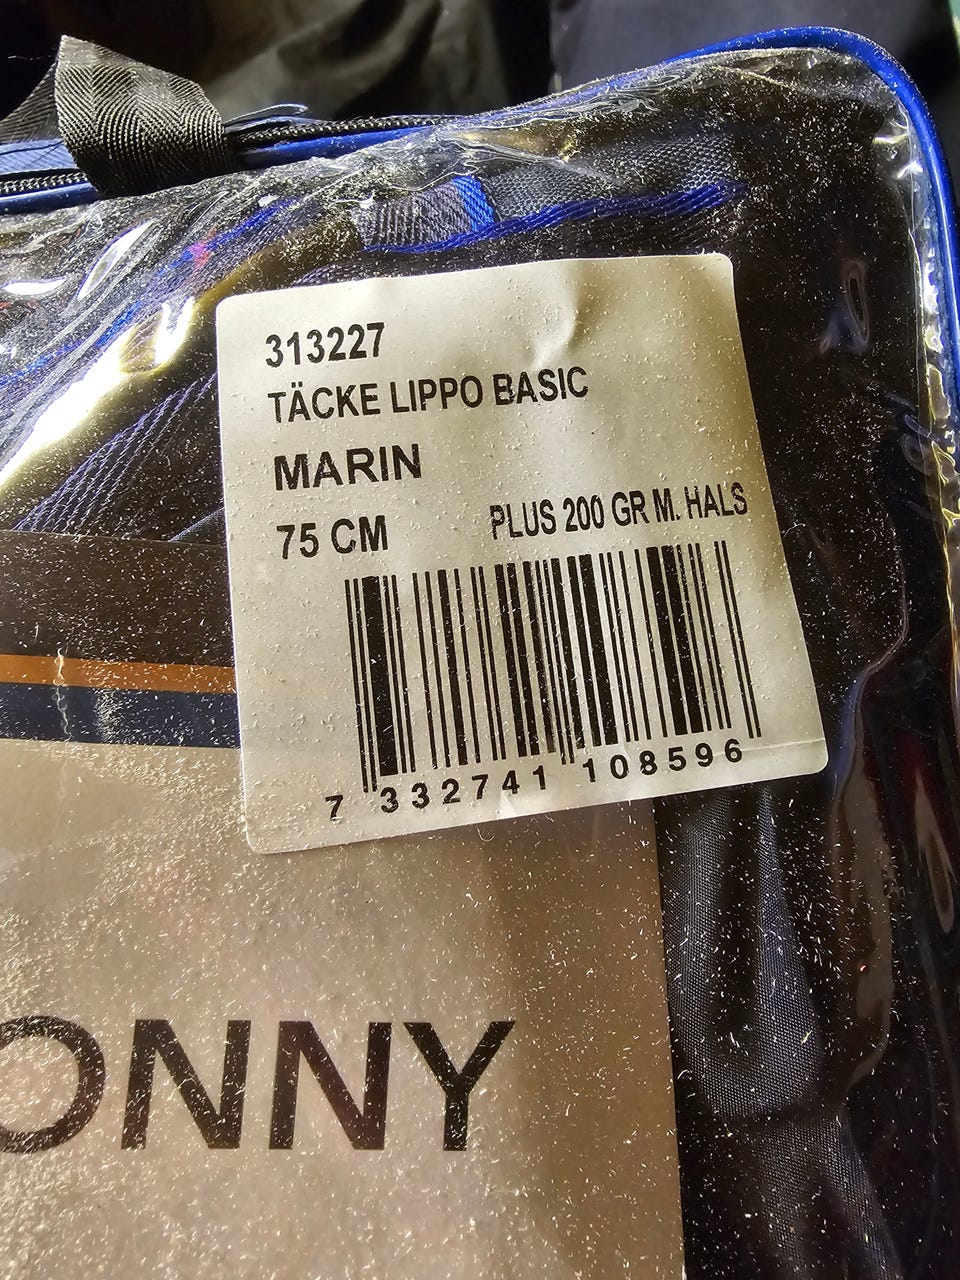 313227
TÄCKE LIPPO BASIC
MARIN
75 CM PLUS 200 GR M. HALS
7 332741 108596
ONNY